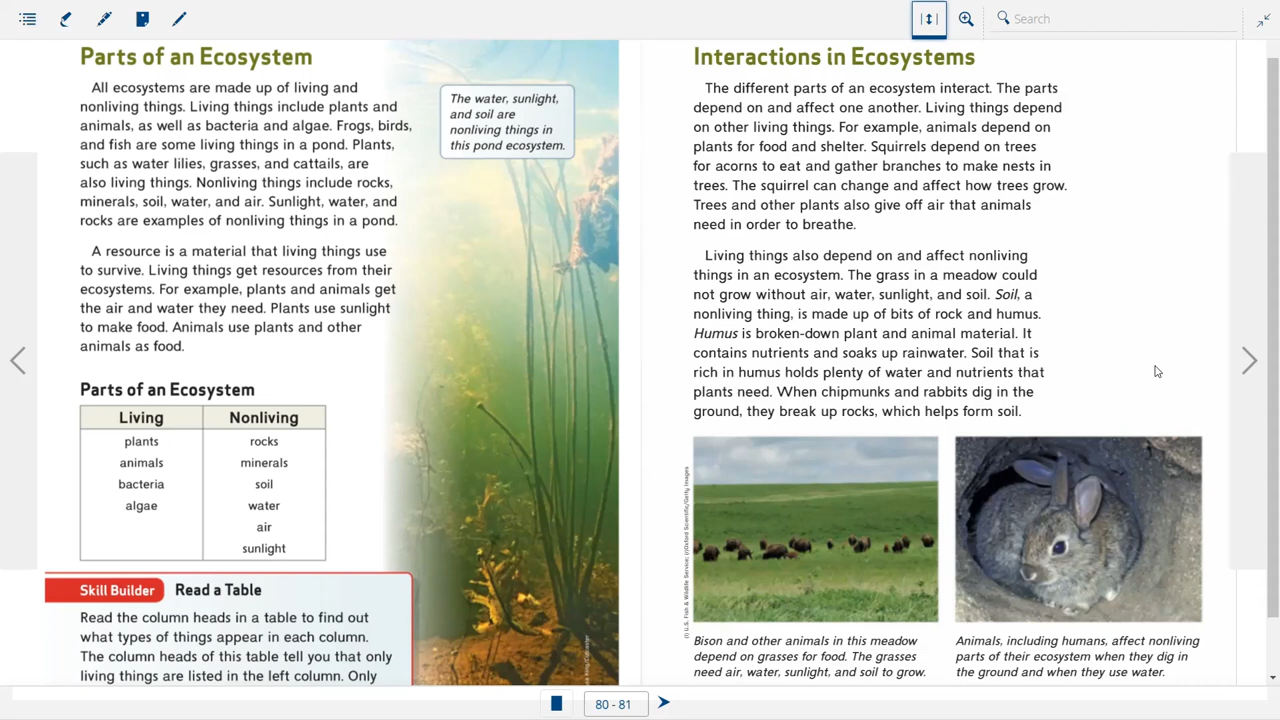 Search
Parts of an Ecosystem
All ecosystems are made up of living and
nonliving things. Living things include plants and
animals, as well as bacteria and algae. Frogs, birds,
and fish are some living things in a pond. Plants,
such as water lilies, grasses, and cattails, are
also living things. Nonliving things include rocks,
minerals, soil, water, and air. Sunlight, water, and
rocks are examples of nonliving things in a pond.
A resource is a material that living things use
to survive. Living things get resources from their
ecosystems. For example, plants and animals get
the air and water they need. Plants use sunlight
to make food. Animals use plants and other
animals as food.
The water, sunlight,
and soil are
nonliving things in
this pond ecosystem.
Parts of an Ecosystem
Living Nonliving
plants rocks
animals minerals
bacteria soil
algae water
air
sunlight
Skill Builder Read a Table
Read the column heads in a table to find out
what types of things appear in each column.
The column heads of this table tell you that only
living things are listed in the left column. Only
Interactions in Ecosystems
The different parts of an ecosystem interact. The parts
depend on and affect one another. Living things depend
on other living things. For example, animals depend on
plants for food and shelter. Squirrels depend on trees
for acorns to eat and gather branches to make nests in
trees. The squirrel can change and affect how trees grow.
Trees and other plants also give off air that animals
need in order to breathe.
Living things also depend on and affect nonliving
things in an ecosystem. The grass in a meadow could
not grow without air, water, sunlight, and soil. Soil, a
nonliving thing, is made up of bits of rock and humus.
Humus is broken-down plant and animal material. It
contains nutrients and soaks up rainwater. Soil that is
rich in humus holds plenty of water and nutrients that
plants need. When chipmunks and rabbits dig in the
ground, they break up rocks, which helps form soil.
(l) U.S. Fish & Wildlife Service; (r)Oxford Scientific/Getty Images
Bison and other animals in this meadow
depend on grasses for food. The grasses
need air, water, sunlight, and soil to grow.
Animals, including humans, affect nonliving
parts of their ecosystem when they dig in
the ground and when they use water.
80 - 81